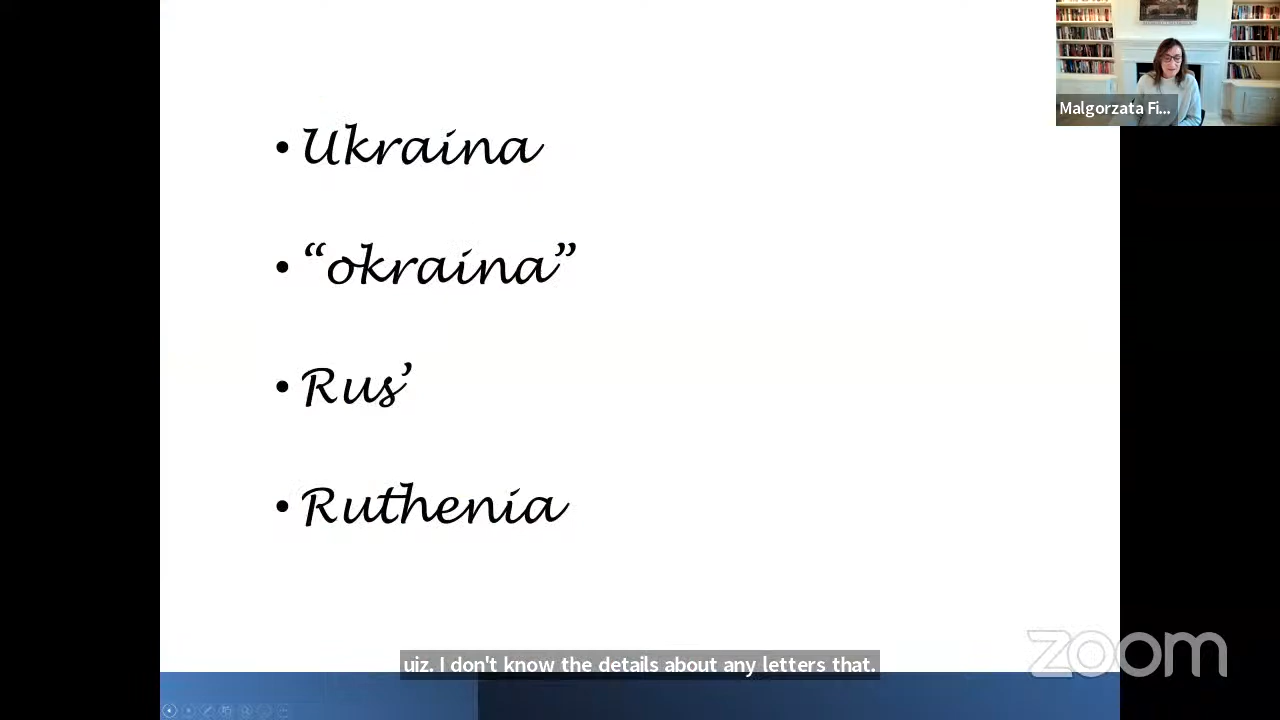 Malgorzata Fi...
• Ukraina
• “okraina”
• Rus’
• Ruthenia
uiz. I don't know the details about any letters that.
zoom